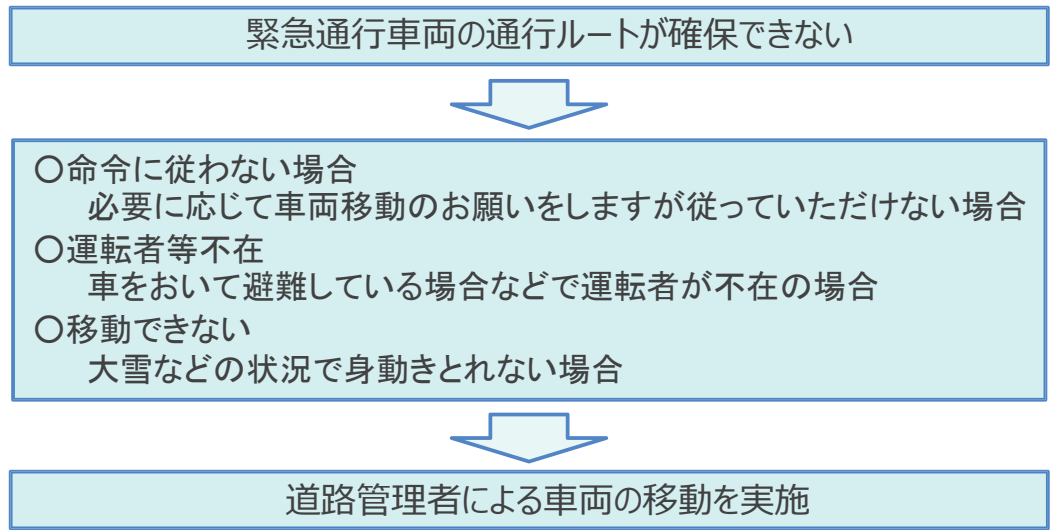 緊急通行車両の通行ルートが確保できない
〇命令に従わない場合
必要に応じて車両移動のお願いをしますが従っていただけない場合
〇運転者等不在
車をおいて避難している場合などで運転者が不在の場合
〇移動できない
大雪などの状況で身動きとれない場合
道路管理者による車両の移動を実施